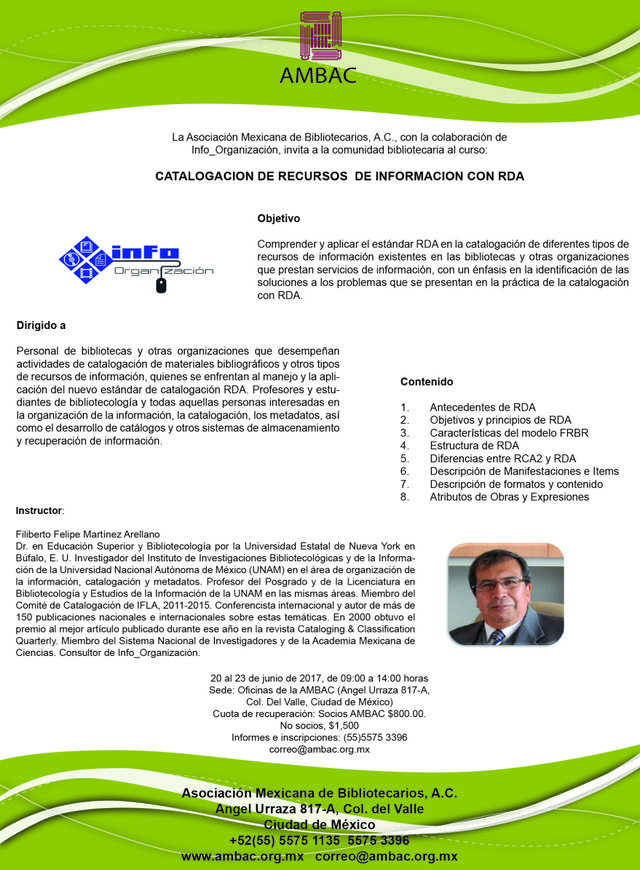 AMBAC
La Asociación Mexicana de Bibliotecarios, A.C., con la colaboración de
Info_Organización, invita a la comunidad bibliotecaria al curso:
CATALOGACION DE RECURSOS DE INFORMACION CON RDA
Objetivo
Comprender y aplicar el estándar RDA en la catalogación de diferentes tipos de
recursos de información existentes en las bibliotecas y otras organizaciones
que prestan servicios de información, con un énfasis en la identificación de las
soluciones a los problemas que se presentan en la práctica de la catalogación
con RDA.
inFo
Organización
Dirigido a
Personal de bibliotecas y otras organizaciones que desempeñan
actividades de catalogación de materiales bibliográficos y otros tipos
de recursos de información, quienes se enfrentan al manejo y la apli-
cación del nuevo estándar de catalogación RDA. Profesores y estu-
diantes de bibliotecología y todas aquellas personas interesadas en
la organización de la información, la catalogación, los metadatos, así
como el desarrollo de catálogos y otros sistemas de almacenamiento
y recuperación de información.
Contenido
1. Antecedentes de RDA
2. Objetivos y principios de RDA
3. Características del modelo FRBR
4. Estructura de RDA
5. Diferencias entre RCA2 y RDA
6. Descripción de Manifestaciones e Items
7. Descripción de formatos y contenido
8. Atributos de Obras y Expresiones
Instructor:
Filiberto Felipe Martínez Arellano
Dr. en Educación Superior y Bibliotecología por la Universidad Estatal de Nueva York en
Búfalo, E. U. Investigador del Instituto de Investigaciones Bibliotecológicas y de la Informa-
ción de la Universidad Nacional Autónoma de México (UNAM) en el área de organización de
la información, catalogación y metadatos. Profesor del Posgrado y de la Licenciatura en
Bibliotecología y Estudios de la Información de la UNAM en las mismas áreas. Miembro del
Comité de Catalogación de IFLA, 2011-2015. Conferencista internacional y autor de más de
150 publicaciones nacionales e internacionales sobre estas temáticas. En 2000 obtuvo el
premio al mejor artículo publicado durante ese año en la revista Cataloging & Classification
Quarterly. Miembro del Sistema Nacional de Investigadores y de la Academia Mexicana de
Ciencias. Consultor de Info_Organización.
20 al 23 de junio de 2017, de 09:00 a 14:00 horas
Sede: Oficinas de la AMBAC (Angel Urraza 817-A,
Col. Del Valle, Ciudad de México)
Cuota de recuperación: Socios AMBAC $800.00.
No socios, $1,500
Informes e inscripciones: (55)5575 3396
correo@ambac.org.mx
Asociación Mexicana de Bibliotecarios, A.C.
Angel Urraza 817-A, Col. del Valle
Ciudad de México
+52(55) 5575 1135 5575 3396
www.ambac.org.mx correo@ambac.org.mx